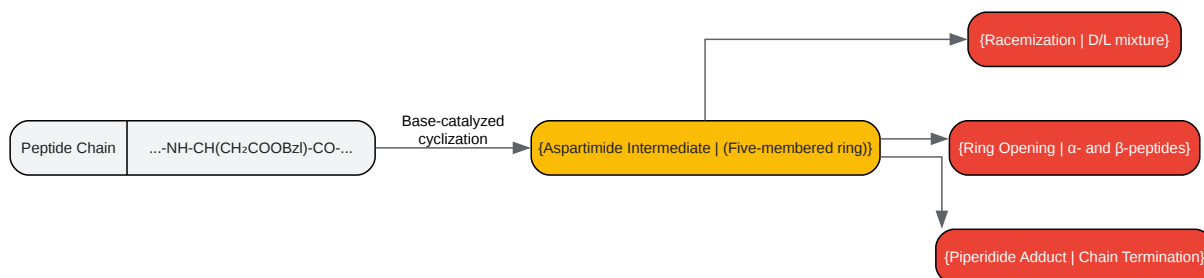 {Racemization | D/L mixture}
Base-catalyzed
cyclization
Peptide Chain
...-NH-CH(CH₂COOBzl)-CO-...
{Aspartimide Intermediate | (Five-membered ring)}
{Ring Opening | α- and β-peptides}
{Piperidide Adduct | Chain Termination}